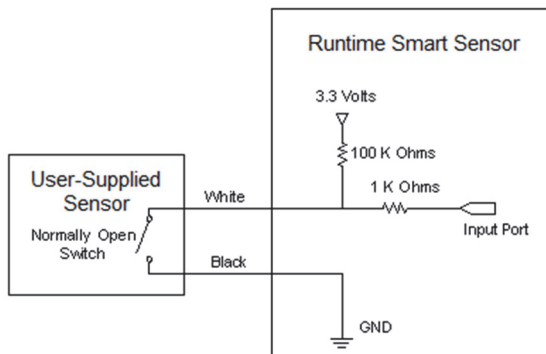 Runtime Smart Sensor
3.3 Volts
100 K Ohms
User-Supplied
Sensor
White
1 K Ohms
Normally Open
Switch
Input Port
Black
GND